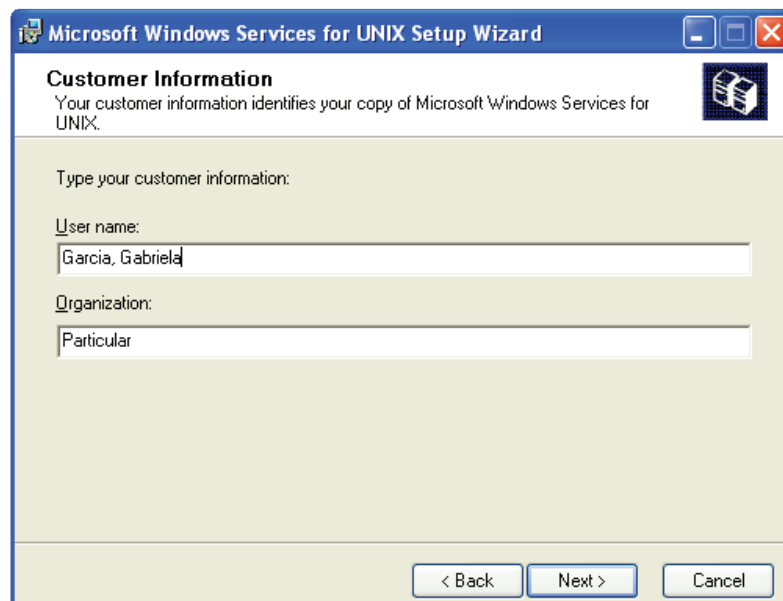 Microsoft Windows Services for UNIX Setup Wizard
Customer Information
Your customer information identifies your copy of Microsoft Windows Services for
UNIX.
Type your customer information:
User name:
Garcia, Gabriela
Organization:
Particular
< Back Next > Cancel